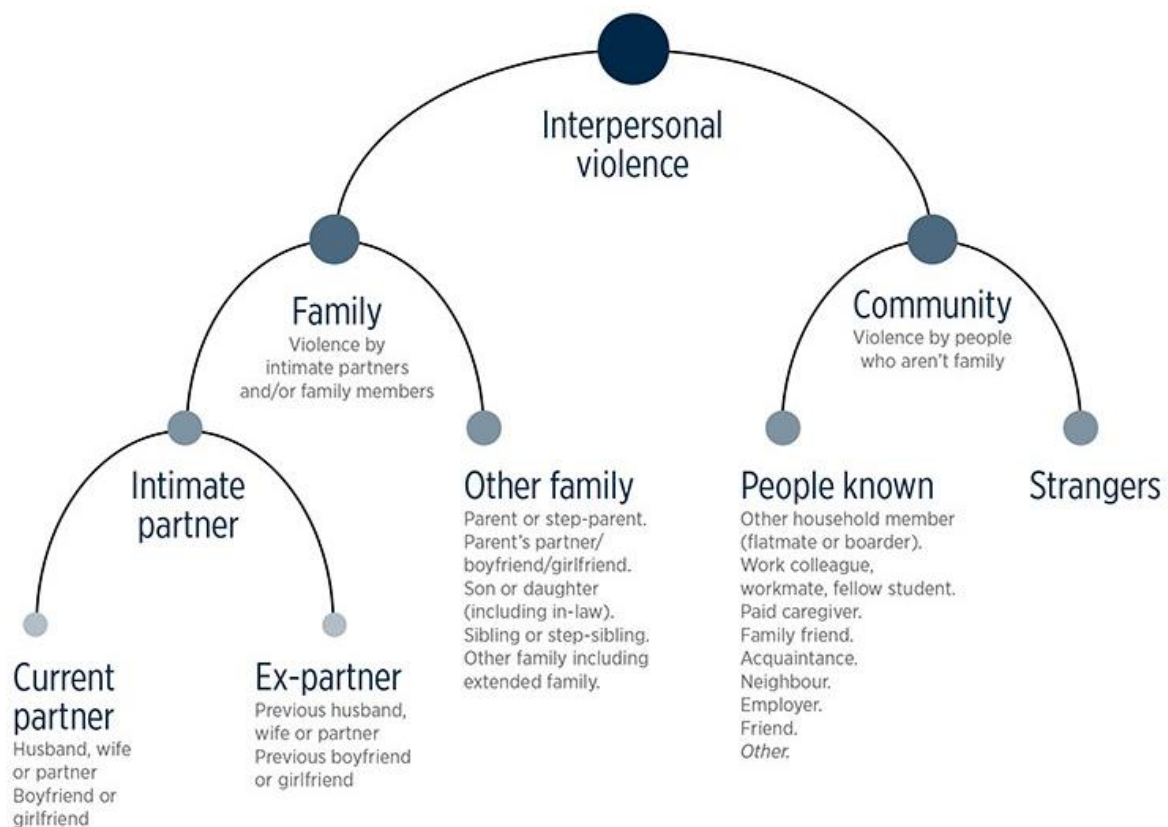 Interpersonal
violence
Family
Violence by
intimate partners
and/or family members
Community
Violence by people
who aren't family
Intimate
partner
Other family
Parent or step-parent.
Parent's partner/
boyfriend/girlfriend.
Son or daughter
(including in-law).
Sibling or step-sibling.
Other family including
extended family.
People known
Other household member
(flatmate or boarder).
Work colleague,
workmate, fellow student.
Paid caregiver.
Family friend.
Acquaintance.
Neighbour.
Employer.
Friend.
Other.
Strangers
Current
partner
Husband, wife
or partner
Boyfriend or
girlfriend
Ex-partner
Previous husband,
wife or partner
Previous boyfriend
or girlfriend